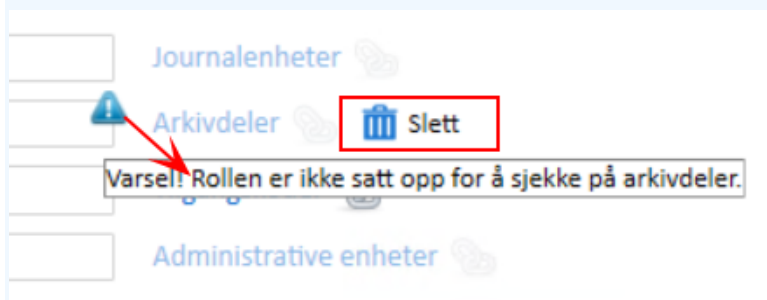 Journalenheter
Arkivdeler Slett
Varsel! Rollen er ikke satt opp for å sjekke på arkivdeler.
Administrative enheter